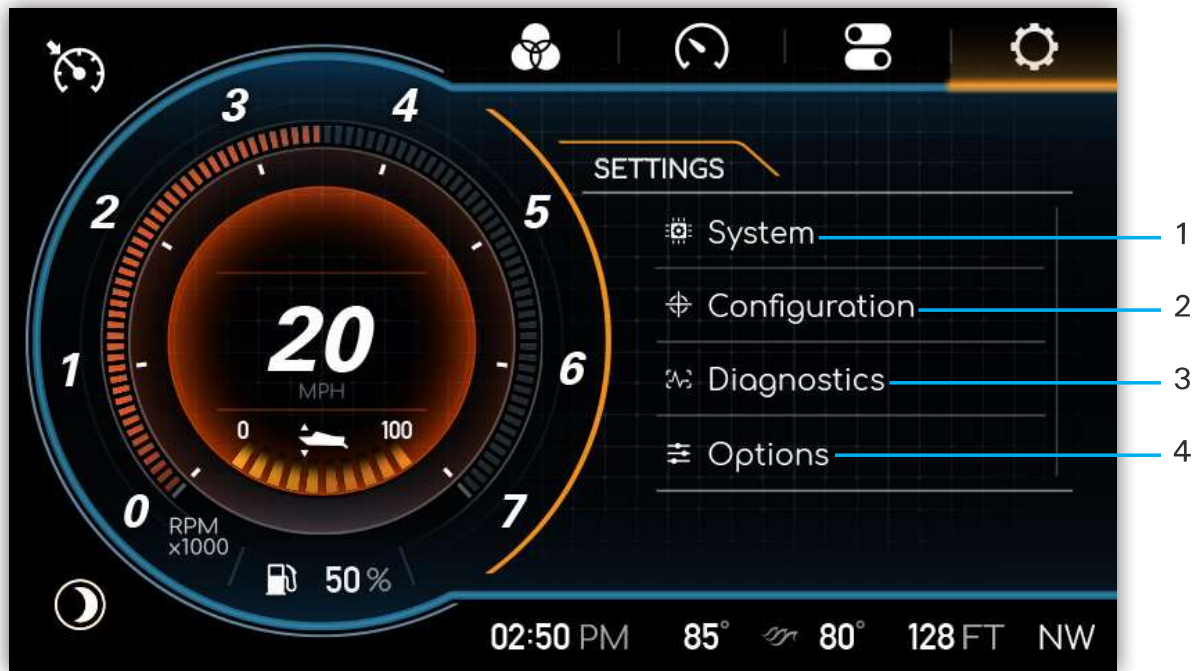 3
4
2
5
1
6
0
7
RPM
x1000
20
MPH
0
100
50 %
SETTINGS
System
1
Configuration
2
Diagnostics
3
Options
4
02:50 PM
85°
80°
128 FT
NW